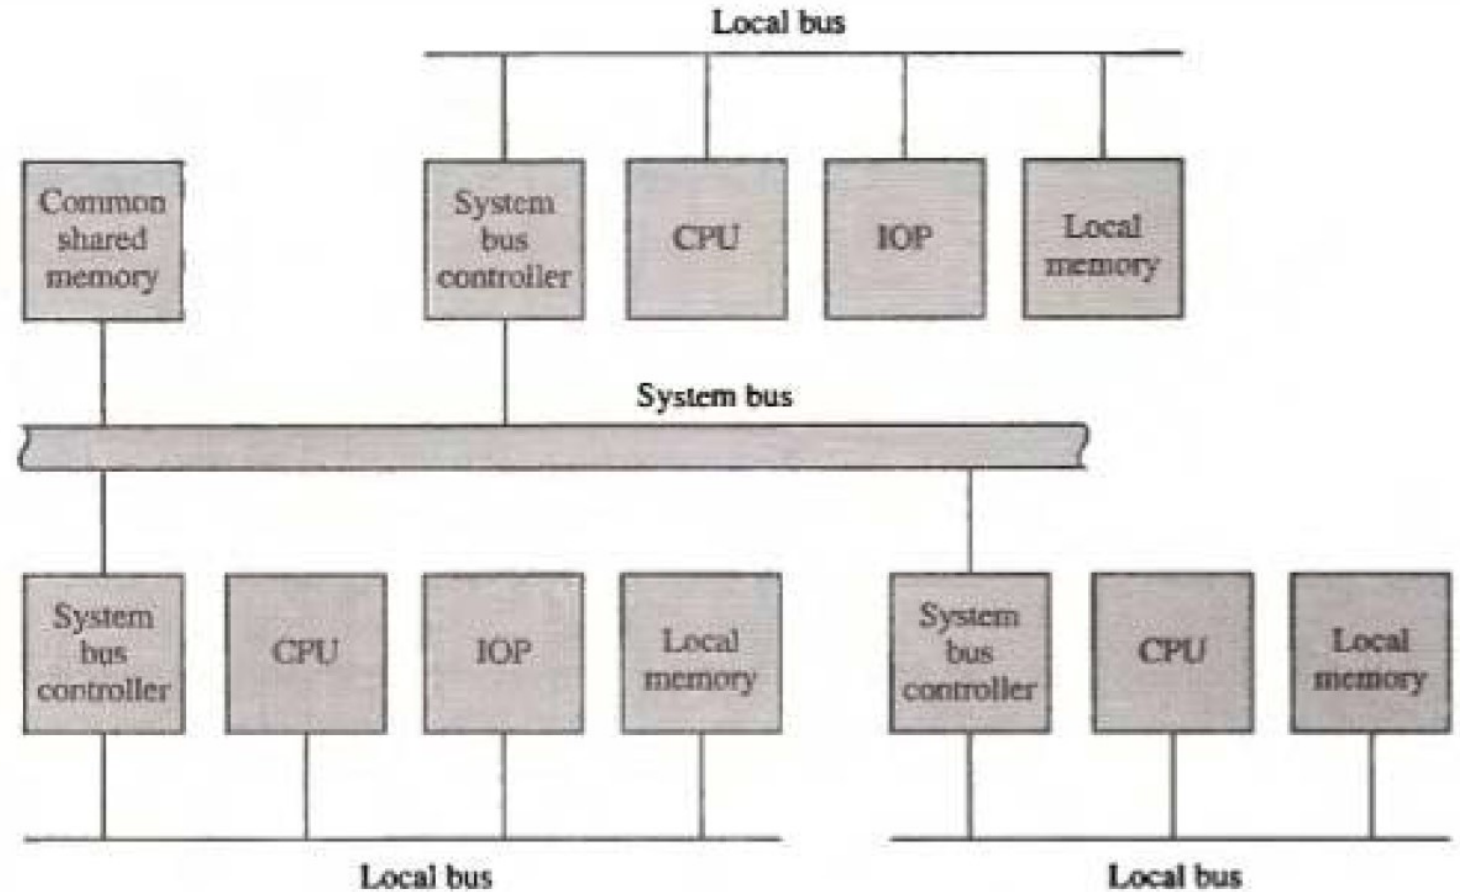 Local bus
Common
shared
memory
System
bus
controller
CPU
IOP
Local
memory
System bus
System
bus
controller
CPU
IOP
Local
memory
System
bus
controller
CPU
Local
memory
Local bus
Local bus